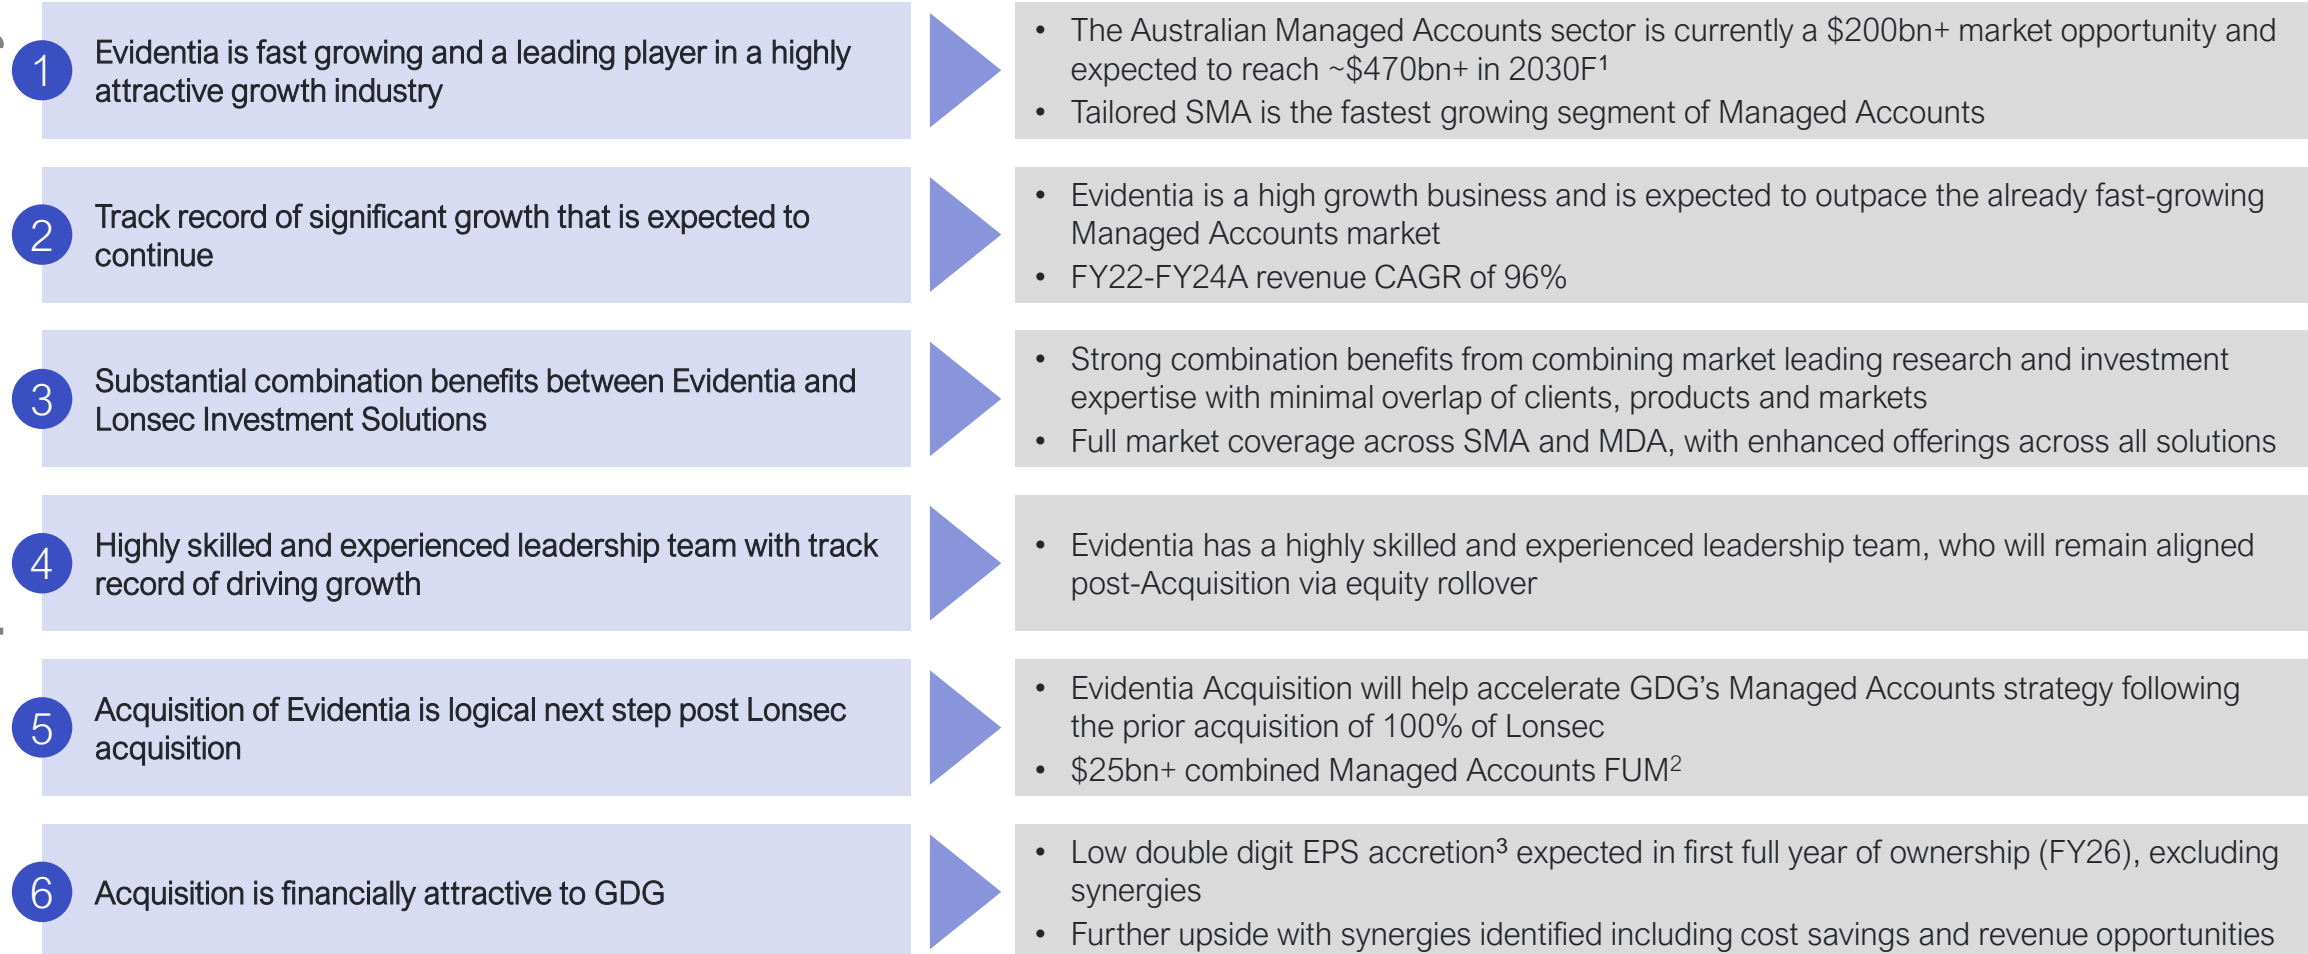 1
Evidentia is fast growing and a leading player in a highly
attractive growth industry
• The Australian Managed Accounts sector is currently a $200bn+ market opportunity and
expected to reach ~$470bn+ in 2030F¹
• Tailored SMA is the fastest growing segment of Managed Accounts
2
Track record of significant growth that is expected to
continue
• Evidentia is a high growth business and is expected to outpace the already fast-growing
Managed Accounts market
• FY22-FY24A revenue CAGR of 96%
3
Substantial combination benefits between Evidentia and
Lonsec Investment Solutions
• Strong combination benefits from combining market leading research and investment
expertise with minimal overlap of clients, products and markets
• Full market coverage across SMA and MDA, with enhanced offerings across all solutions
4
Highly skilled and experienced leadership team with track
record of driving growth
• Evidentia has a highly skilled and experienced leadership team, who will remain aligned
post-Acquisition via equity rollover
5
Acquisition of Evidentia is logical next step post Lonsec
acquisition
• Evidentia Acquisition will help accelerate GDG’s Managed Accounts strategy following
the prior acquisition of 100% of Lonsec
• $25bn+ combined Managed Accounts FUM²
6
Acquisition is financially attractive to GDG
• Low double digit EPS accretion³ expected in first full year of ownership (FY26), excluding
synergies
• Further upside with synergies identified including cost savings and revenue opportunities